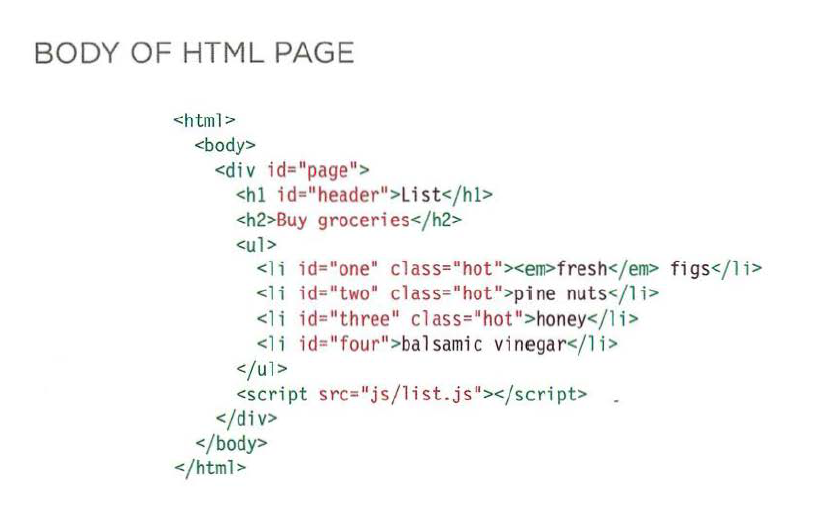 BODY OF HTML PAGE
<html>
<body>
<div id="page">
<h1 id="header">List</h1>
<h2>Buy groceries</h2>
<ul>
<li id="one" class="hot"><em>fresh</em> figs</li>
<li id="two" class="hot">pine nuts</li>
<li id="three" class="hot">honey</li>
<li id="four">balsamic vinegar</li>
</ul>
<script src="js/list.js"></script>
</div>
</body>
</html>